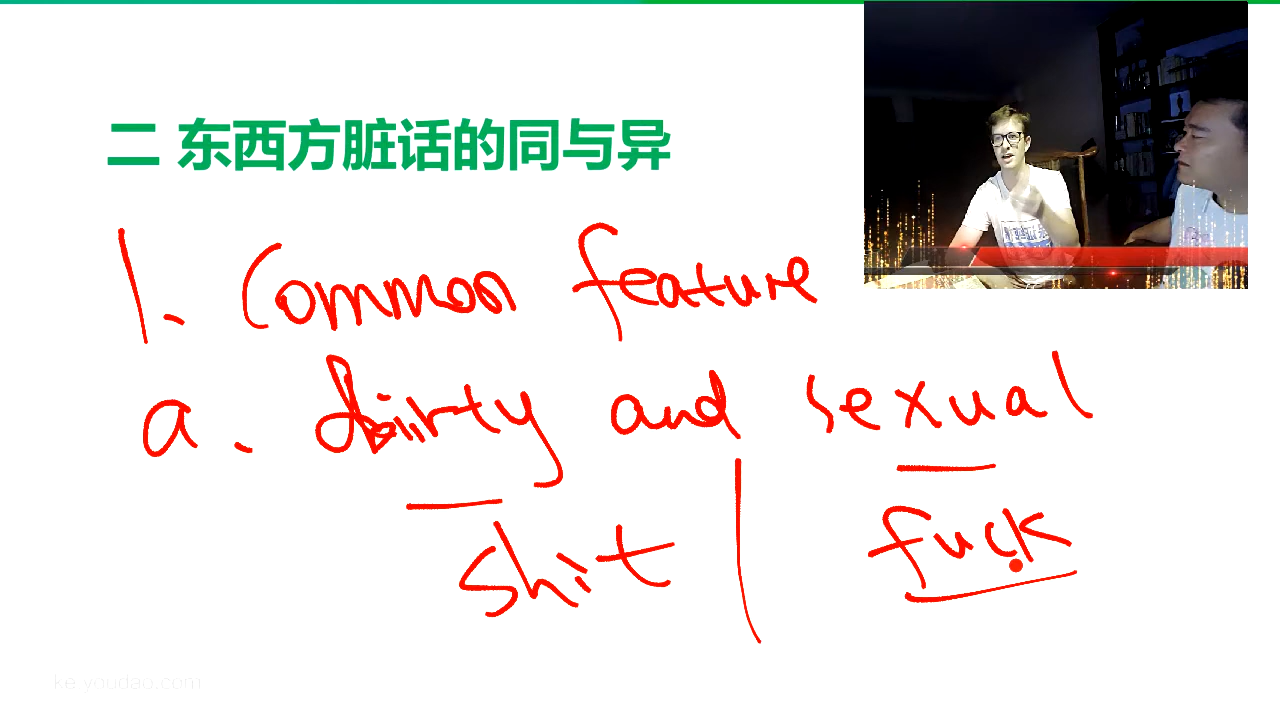 二 东西方脏话的同与异
1. Common feature
a. dirty and sexual
shit | fuck
ke.youdao.com